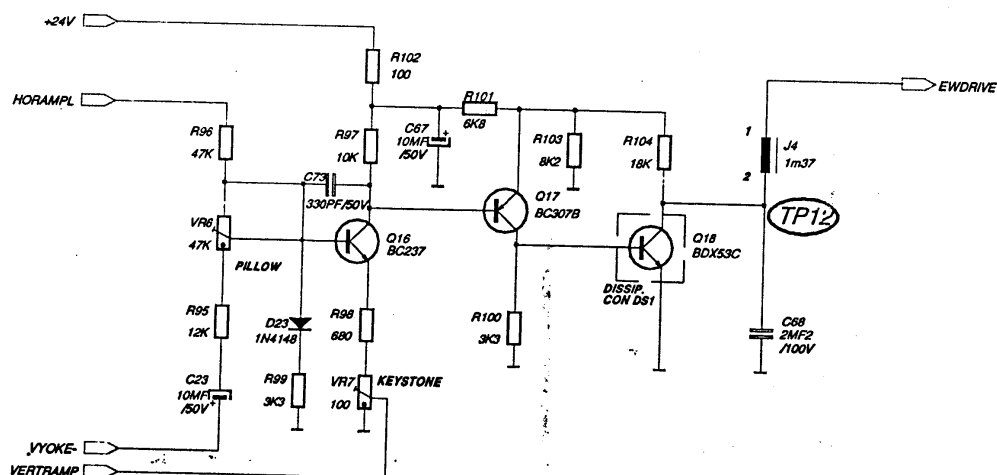 +24V
R102
100
EWDRIVE
HORAMPL
R101
6K8
R96
47K
R97
10K
C67
10MF
/50V
+
R103
8K2
R104
18K
1
J4
1m37
2
C73
330PF/50V
Q17
BC307B
TP12
VR6
47K
Q16
BC237
Q18
BDX53C
PILLOW
DISSIP.
CON DS1
R95
12K
D23
1N4148
R98
680
R100
3K3
C68
2MF2
/100V
C23
10MF
/50V
+
R99
3K3
VR7
100
KEYSTONE
VYOKE-
VERTRAMP